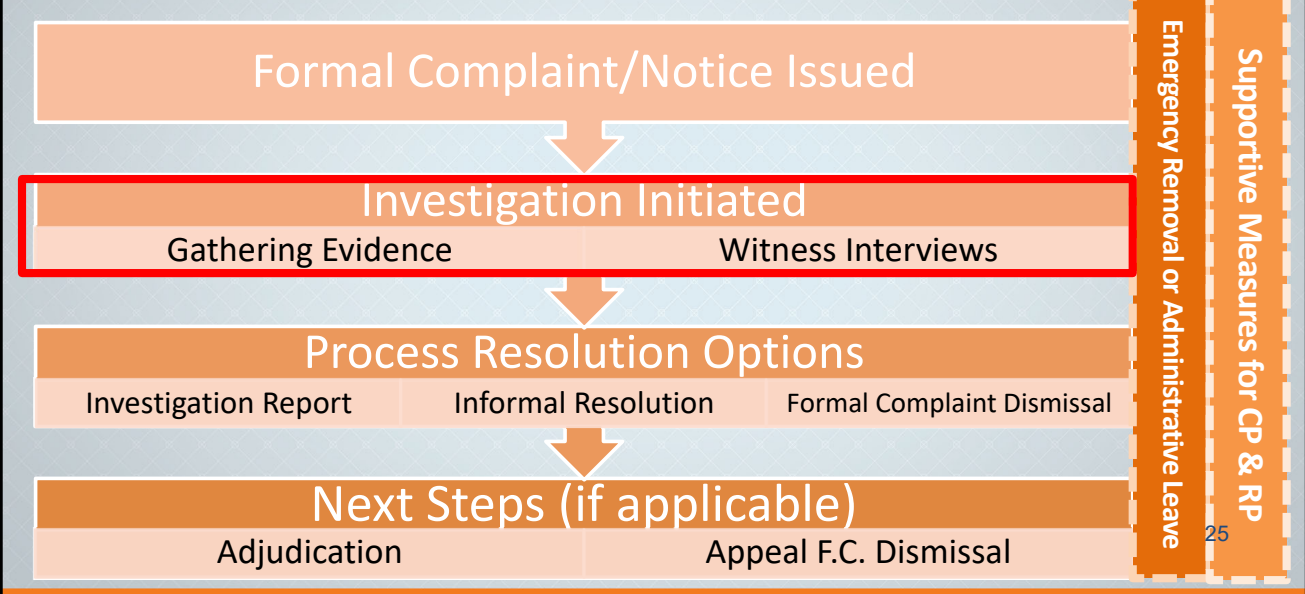 Formal Complaint/Notice Issued
Investigation Initiated
Gathering Evidence
Witness Interviews
Process Resolution Options
Investigation Report
Informal Resolution
Formal Complaint Dismissal
Next Steps (if applicable)
Adjudication
Appeal F.C. Dismissal
Emergency Removal or Administrative Leave
Supportive Measures for CP & RP
25